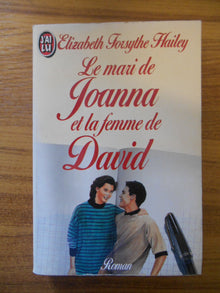 J'AI LU
Elizabeth Forsythe Hailey
Le mari de
Joanna
et la femme de
David
Roman